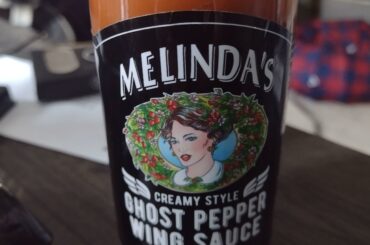 MELINDA'S
CREAMY STYLE
GHOST PEPPER
WING SAUCE